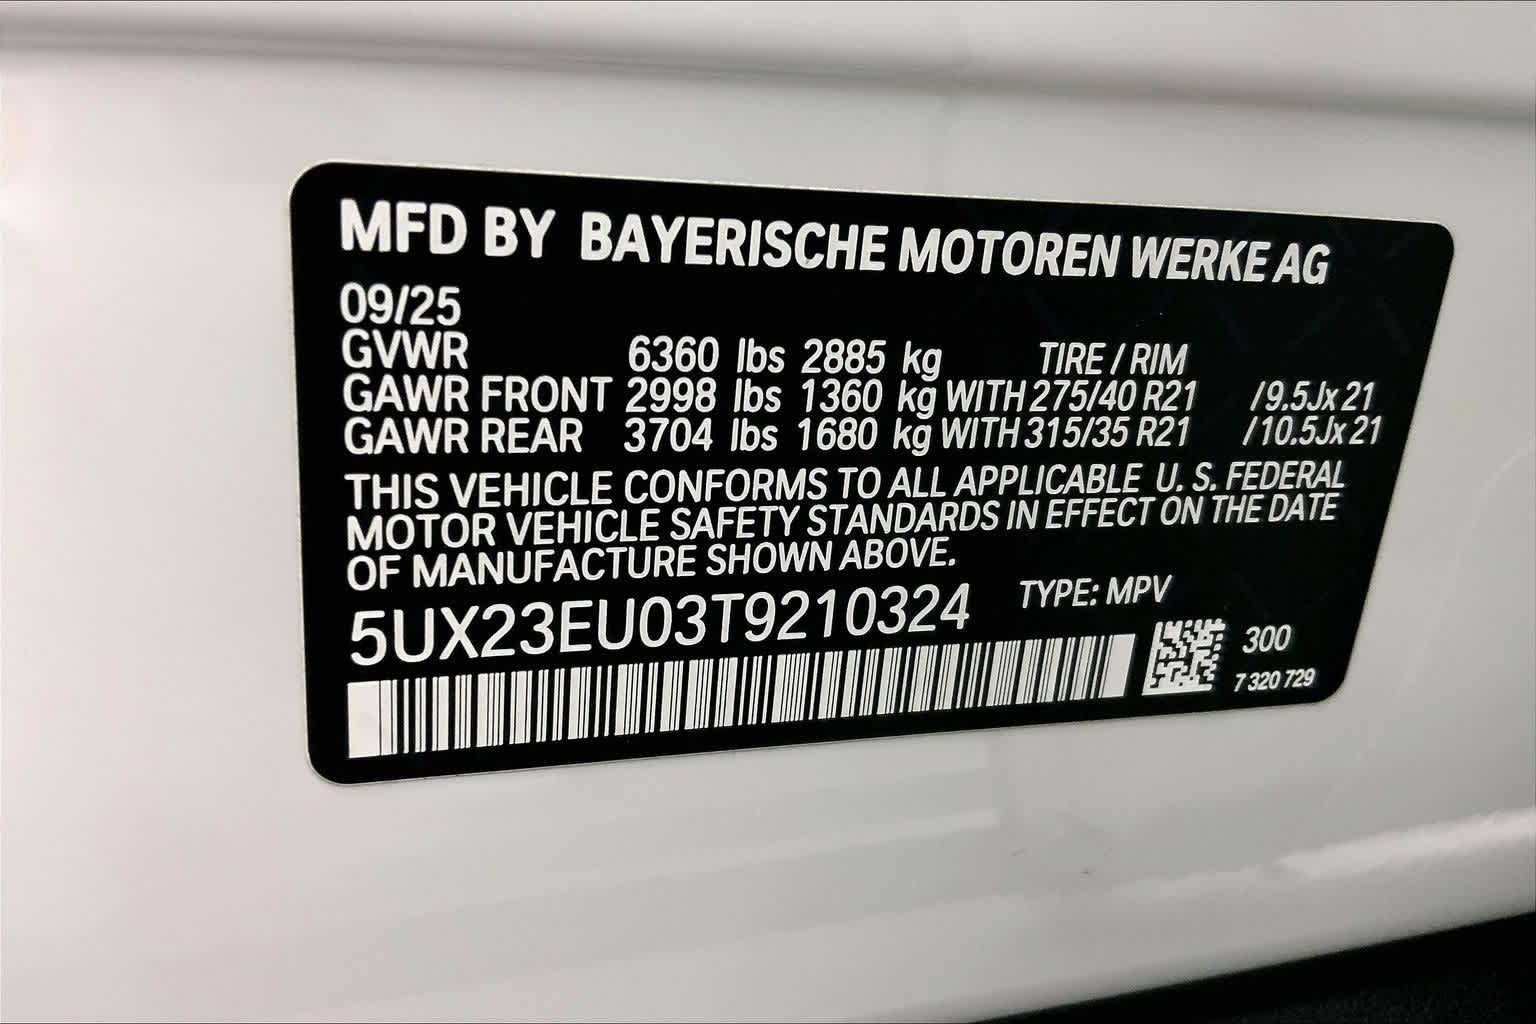 MFD BY BAYERISCHE MOTOREN WERKE AG
09/25
GVWR 6360 lbs 2885 kg TIRE / RIM
GAWR FRONT 2998 lbs 1360 kg WITH 275/40 R21 /9.5Jx21
GAWR REAR 3704 lbs 1680 kg WITH 315/35 R21 /10.5Jx21
THIS VEHICLE CONFORMS TO ALL APPLICABLE U. S. FEDERAL
MOTOR VEHICLE SAFETY STANDARDS IN EFFECT ON THE DATE
OF MANUFACTURE SHOWN ABOVE.
5UX23EU03T9210324 TYPE: MPV
300
7 320 729